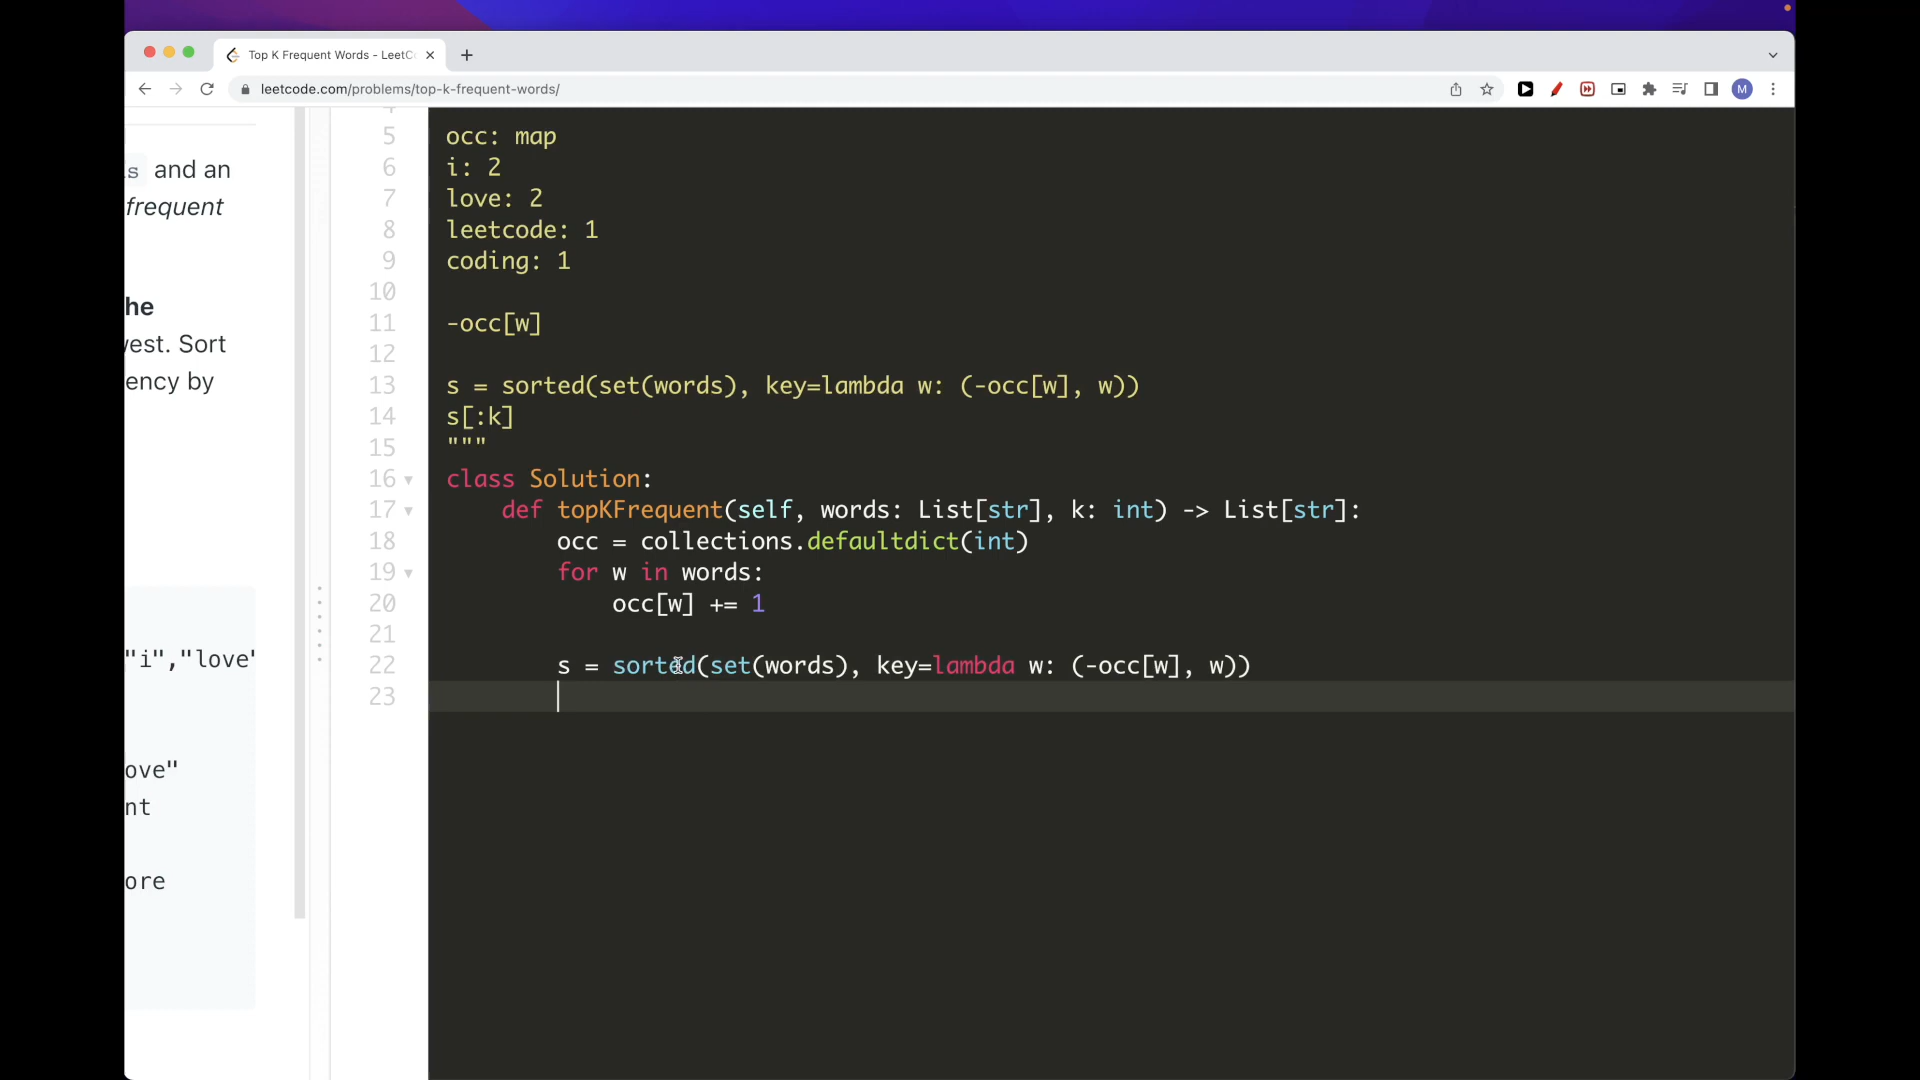 Top K Frequent Words - LeetC
leetcode.com/problems/top-k-frequent-words/
M
s and an
frequent
he
vest. Sort
ency by
"i","love"
ove"
nt
ore
5 occ: map
6 i: 2
7 love: 2
8 leetcode: 1
9 coding: 1
10
11 -occ[w]
12
13 s = sorted(set(words), key=lambda w: (-occ[w], w))
14 s[:k]
15 """
16 class Solution:
17 def topKFrequent(self, words: List[str], k: int) -> List[str]:
18 occ = collections.defaultdict(int)
19 for w in words:
20 occ[w] += 1
21
22 s = sorted(set(words), key=lambda w: (-occ[w], w))
23